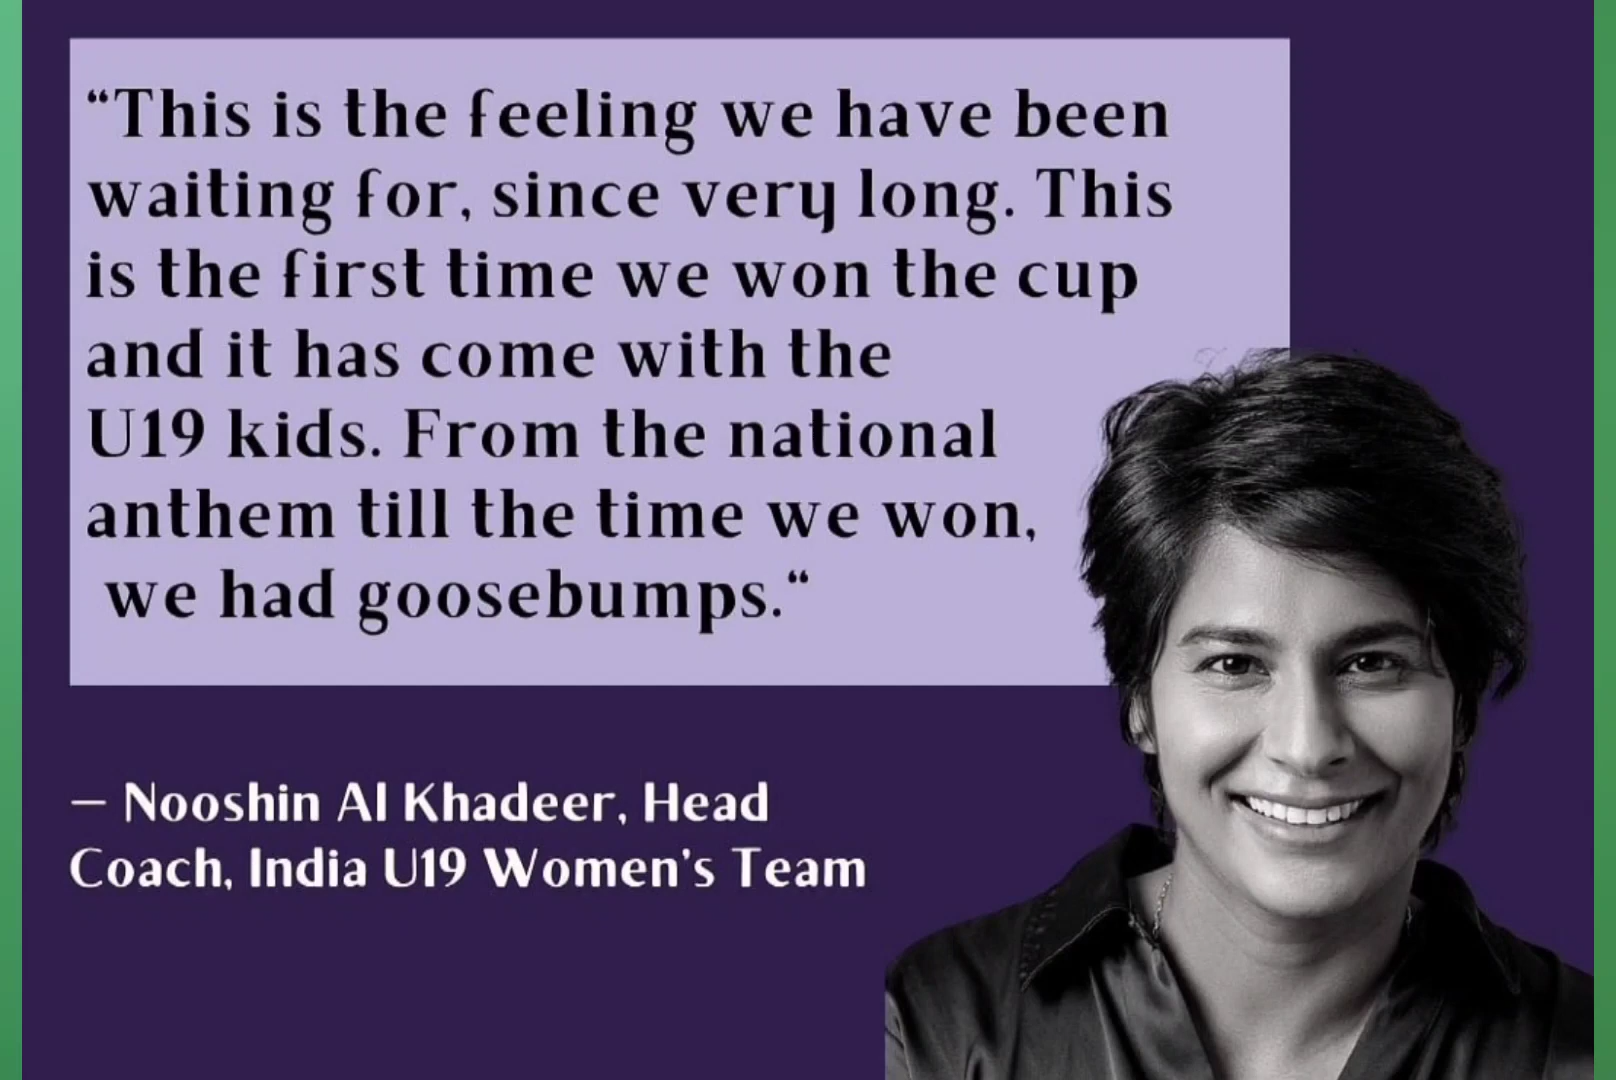 “This is the feeling we have been
waiting for, since very long. This
is the first time we won the cup
and it has come with the
U19 kids. From the national
anthem till the time we won,
we had goosebumps.“
— Nooshin Al Khadeer, Head
Coach, India U19 Women's Team